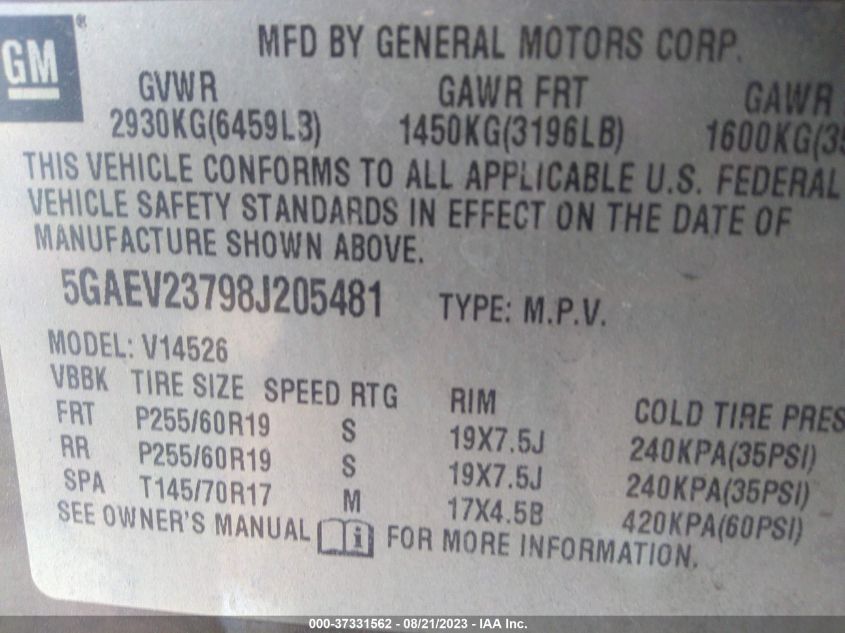 GM ®
MFD BY GENERAL MOTORS CORP.
GVWR GAWR FRT GAWR
2930KG(6459LB) 1450KG(3196LB) 1600KG(35
THIS VEHICLE CONFORMS TO ALL APPLICABLE U.S. FEDERAL
VEHICLE SAFETY STANDARDS IN EFFECT ON THE DATE OF
MANUFACTURE SHOWN ABOVE.
5GAEV23798J205481 TYPE: M.P.V.
MODEL: V14526
VBBK TIRE SIZE SPEED RTG RIM COLD TIRE PRES
FRT P255/60R19 S 19X7.5J 240KPA(35PSI)
RR P255/60R19 S 19X7.5J 240KPA(35PSI)
SPA T145/70R17 M 17X4.5B 420KPA(60PSI)
SEE OWNER'S MANUAL i FOR MORE INFORMATION.
000-37331562 - 08/21/2023 - IAA Inc.